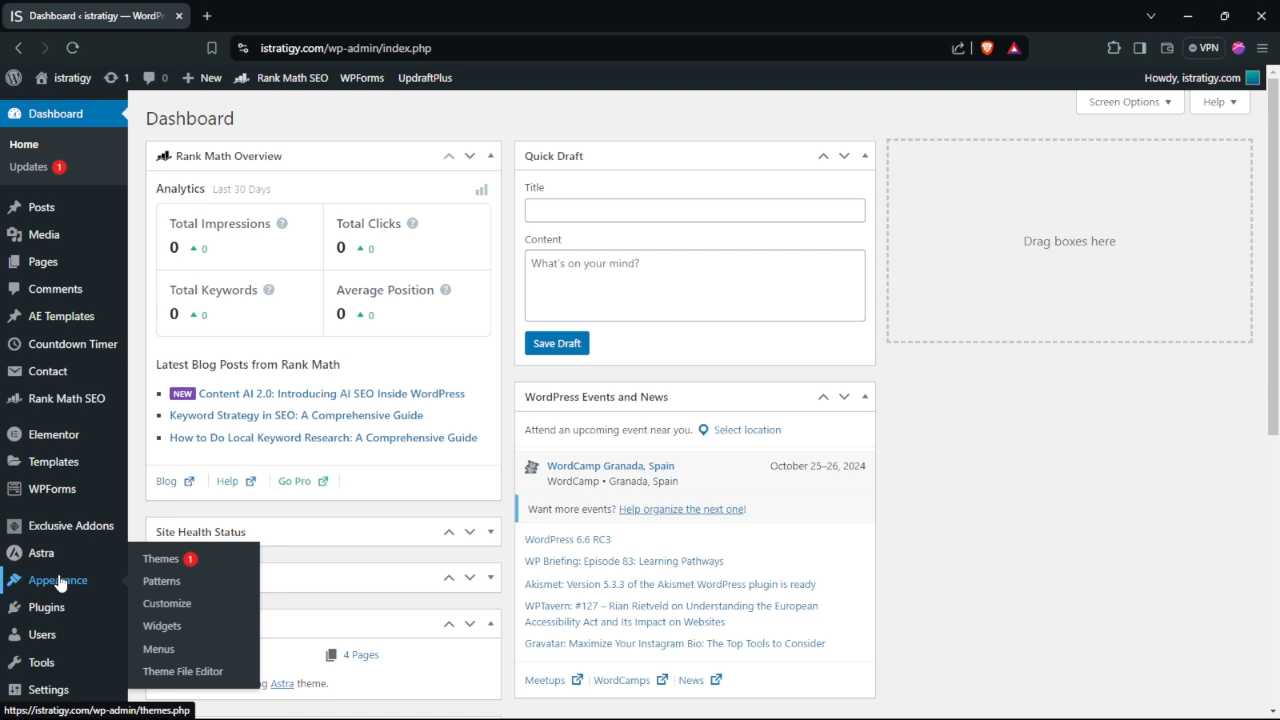 IS Dashboard ‹ istratigy — WordPr
istratigy.com/wp-admin/index.php
VPN
istratigy 1 0 New Rank Math SEO WPForms UpdraftPlus
Howdy, istratigy.com
Dashboard
Home
Updates 1
Posts
Media
Pages
Comments
AE Templates
Countdown Timer
Contact
Rank Math SEO
Elementor
Templates
WPForms
Exclusive Addons
Astra
Appearance
Plugins
Users
Tools
Settings
Themes 1
Patterns
Customize
Widgets
Menus
Theme File Editor
https://istratigy.com/wp-admin/themes.php
Dashboard
Screen Options
Help
Rank Math Overview
Analytics Last 30 Days
Total Impressions
0 0
Total Clicks
0 0
Total Keywords
0 0
Average Position
0 0
Latest Blog Posts from Rank Math
NEW Content AI 2.0: Introducing AI SEO Inside WordPress
Keyword Strategy in SEO: A Comprehensive Guide
How to Do Local Keyword Research: A Comprehensive Guide
Blog Help Go Pro
Site Health Status
4 Pages
g Astra theme.
Quick Draft
Title
Content
What's on your mind?
Save Draft
WordPress Events and News
Attend an upcoming event near you. Select location
WordCamp Granada, Spain October 25–26, 2024
WordCamp • Granada, Spain
Want more events? Help organize the next one!
WordPress 6.6 RC3
WP Briefing: Episode 83: Learning Pathways
Akismet: Version 5.3.3 of the Akismet WordPress plugin is ready
WPTavern: #127 – Rian Rietveld on Understanding the European
Accessibility Act and Its Impact on Websites
Gravatar: Maximize Your Instagram Bio: The Top Tools to Consider
Meetups WordCamps News
Drag boxes here